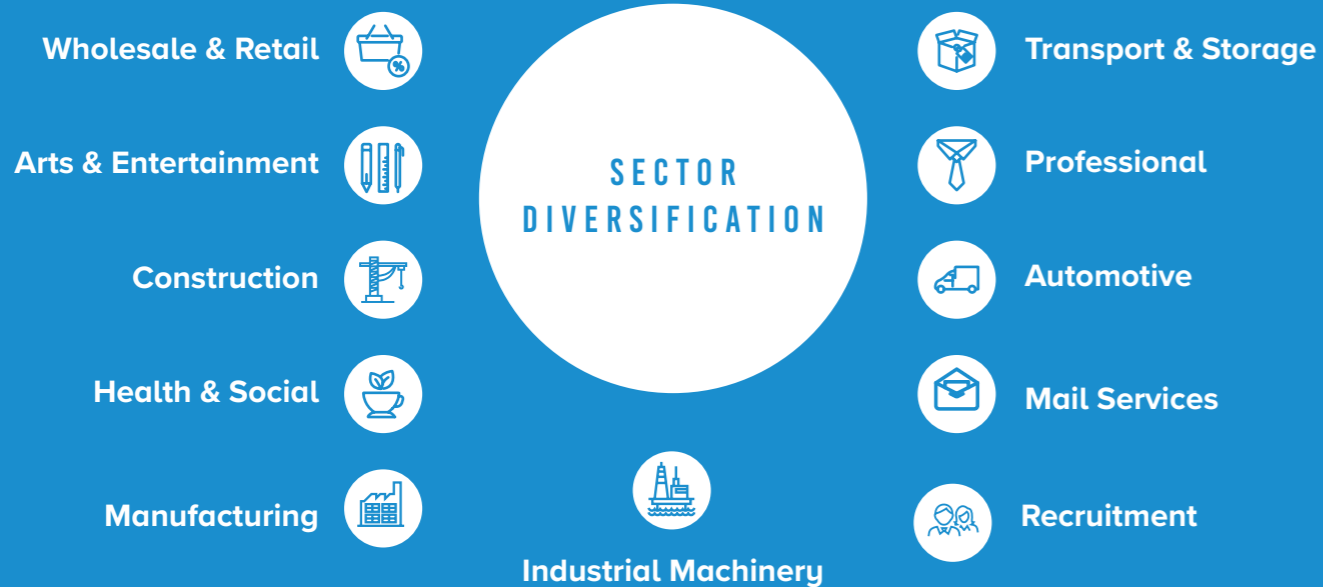 Wholesale & Retail
Arts & Entertainment
Construction
Health & Social
Manufacturing
%
SECTOR
DIVERSIFICATION
Industrial Machinery
Transport & Storage
Professional
Automotive
Mail Services
Recruitment